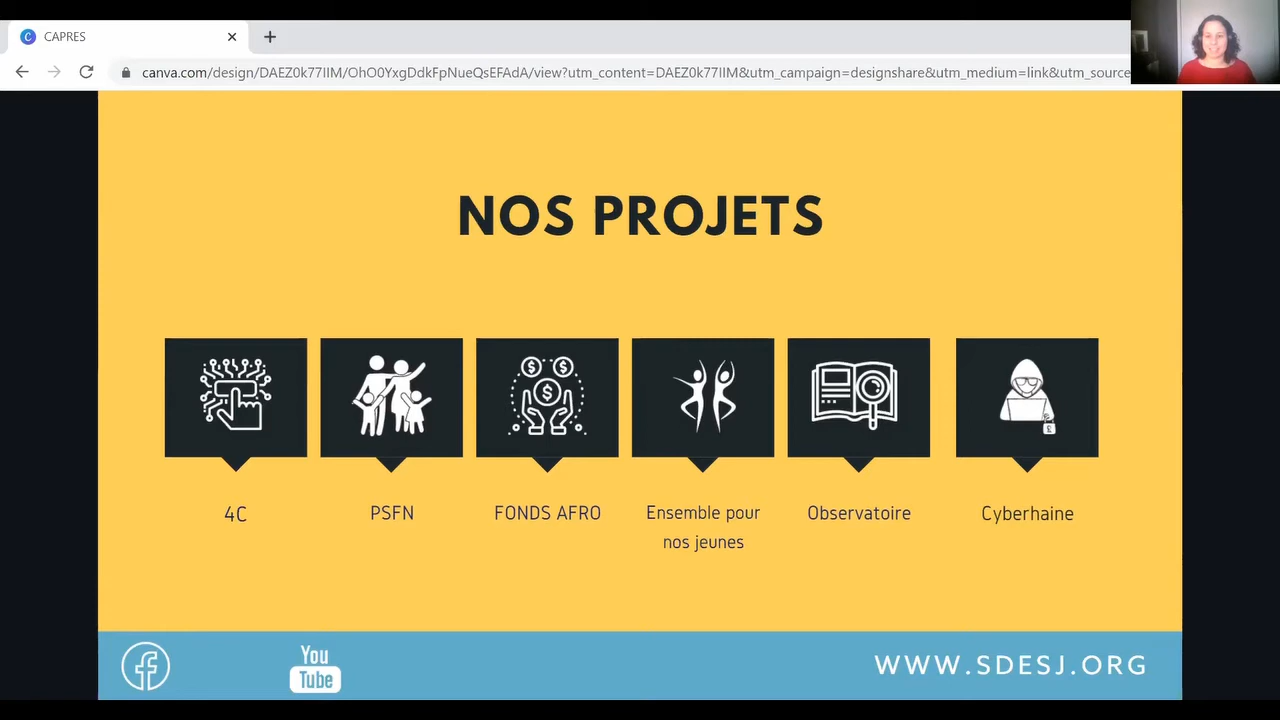 CAPRES
canva.com/design/DAEZ0k77IIM/OhO0YxgDdkFpNueQsEFAdA/view?utm_content=DAEZ0k77IIM&utm_campaign=designshare&utm_medium=link&utm_source
NOS PROJETS
4C
PSFN
FONDS AFRO
Ensemble pour
nos jeunes
Observatoire
Cyberhaine
You
Tube
WWW.SDESJ.ORG